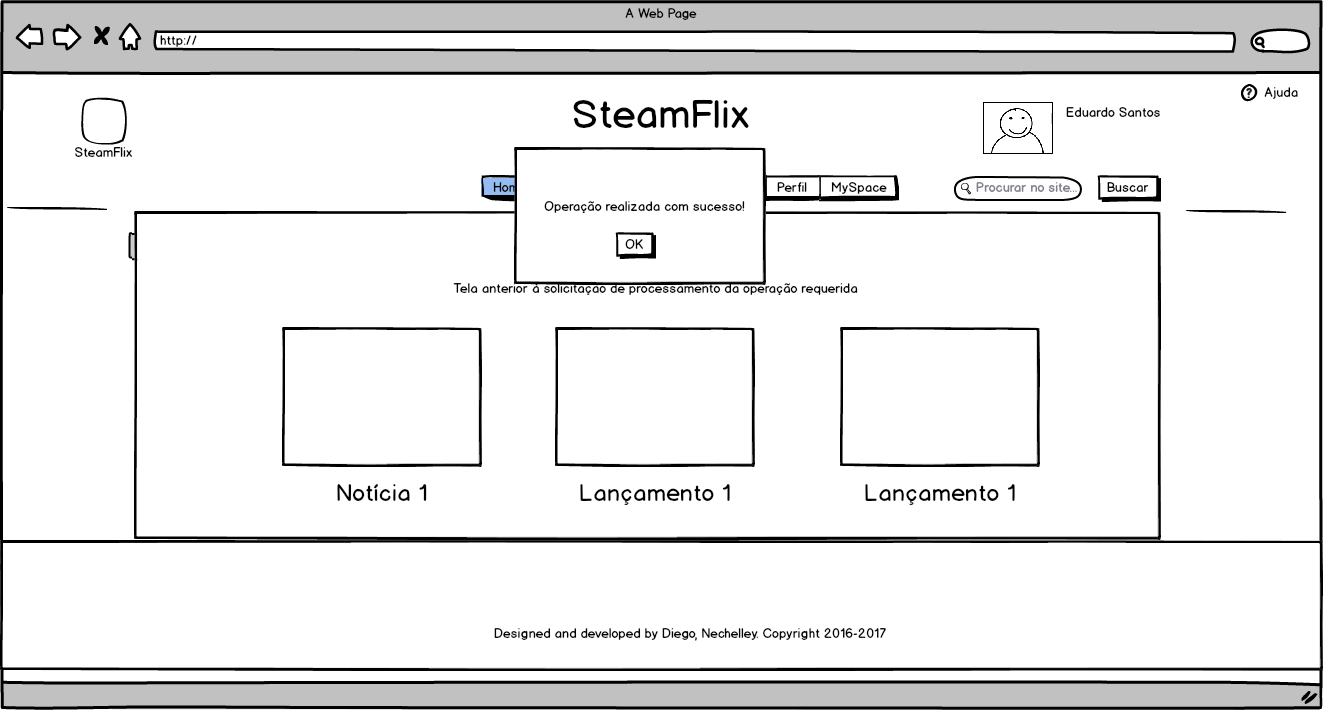 A Web Page
http://
Ajuda
SteamFlix
Eduardo Santos
SteamFlix
Perfil
MySpace
Procurar no site...
Buscar
Operação realizada com sucesso!
OK
Tela anterior à solicitação de processamento da operação requerida
Notícia 1
Lançamento 1
Lançamento 1
Designed and developed by Diego, Nechelley. Copyright 2016-2017